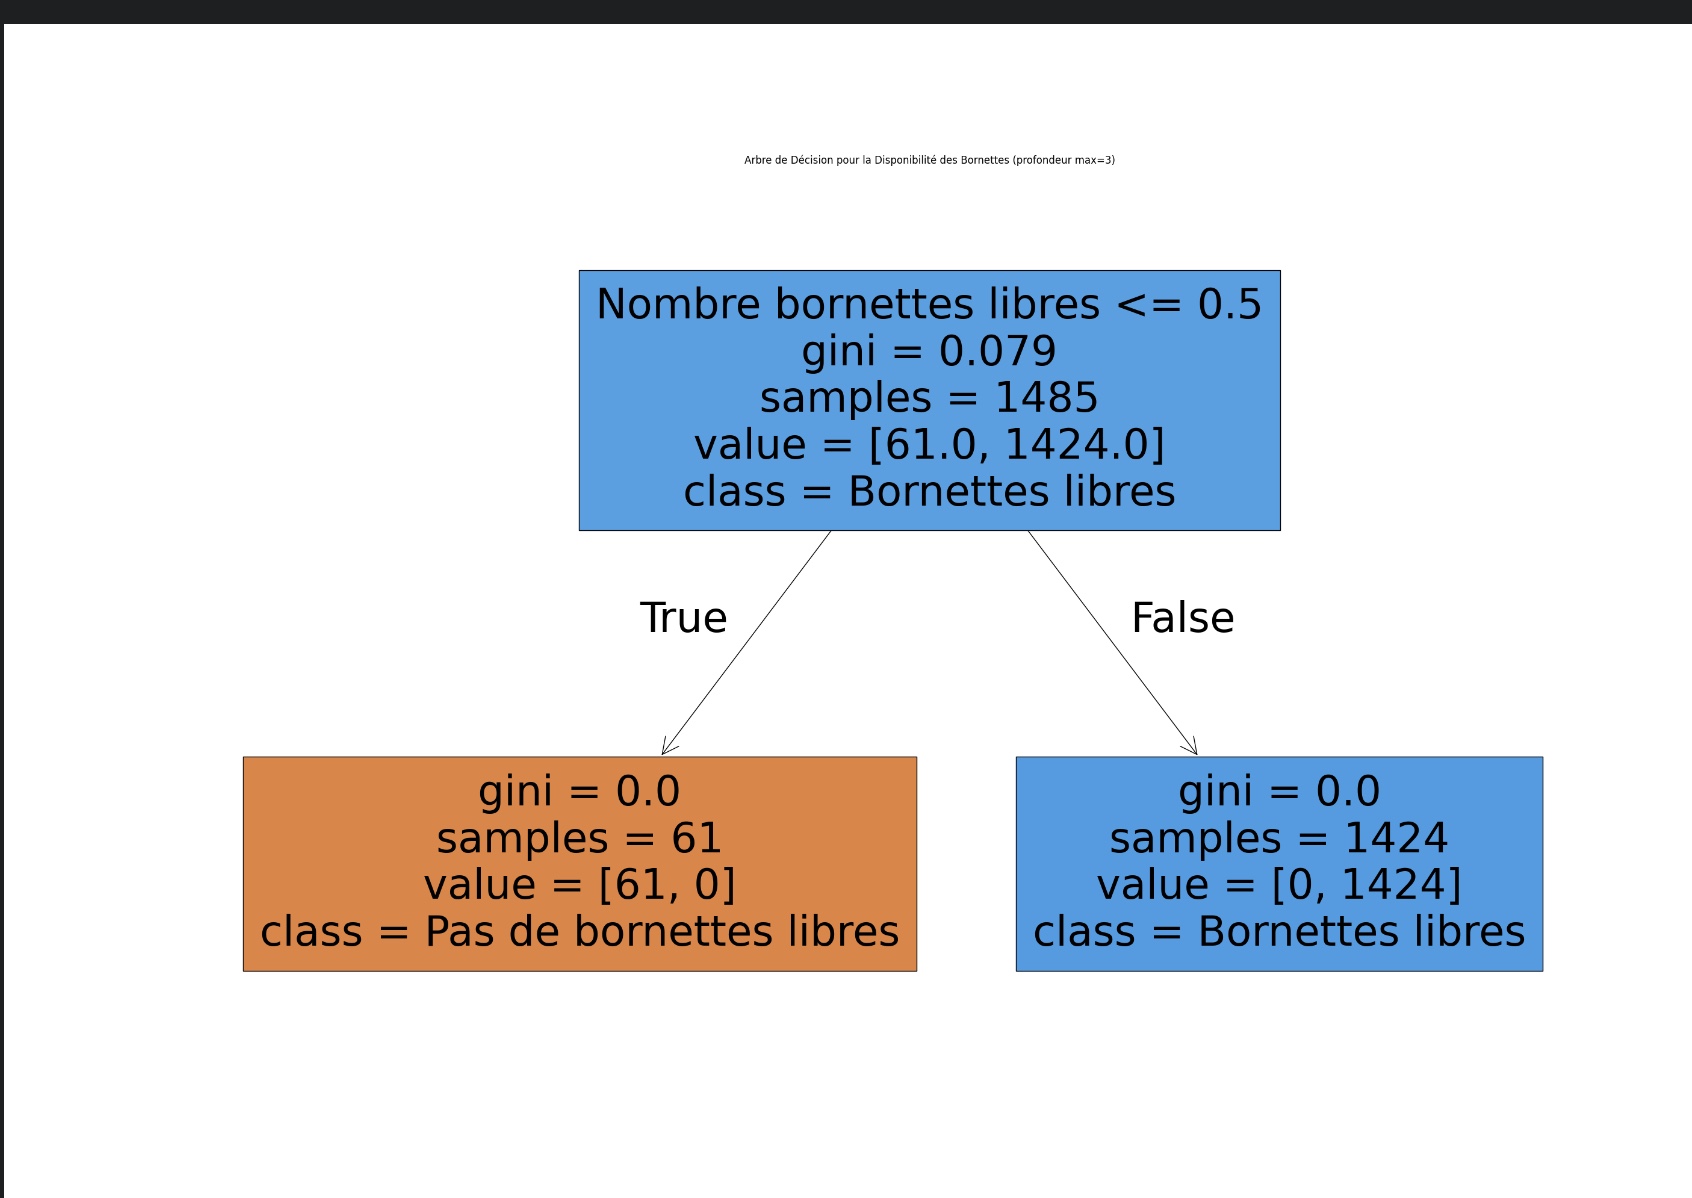 Arbre de Décision pour la Disponibilité des Bornettes (profondeur max=3)
Nombre bornettes libres <= 0.5
gini = 0.079
samples = 1485
value = [61.0, 1424.0]
class = Bornettes libres
True
False
gini = 0.0
samples = 61
value = [61, 0]
class = Pas de bornettes libres
gini = 0.0
samples = 1424
value = [0, 1424]
class = Bornettes libres